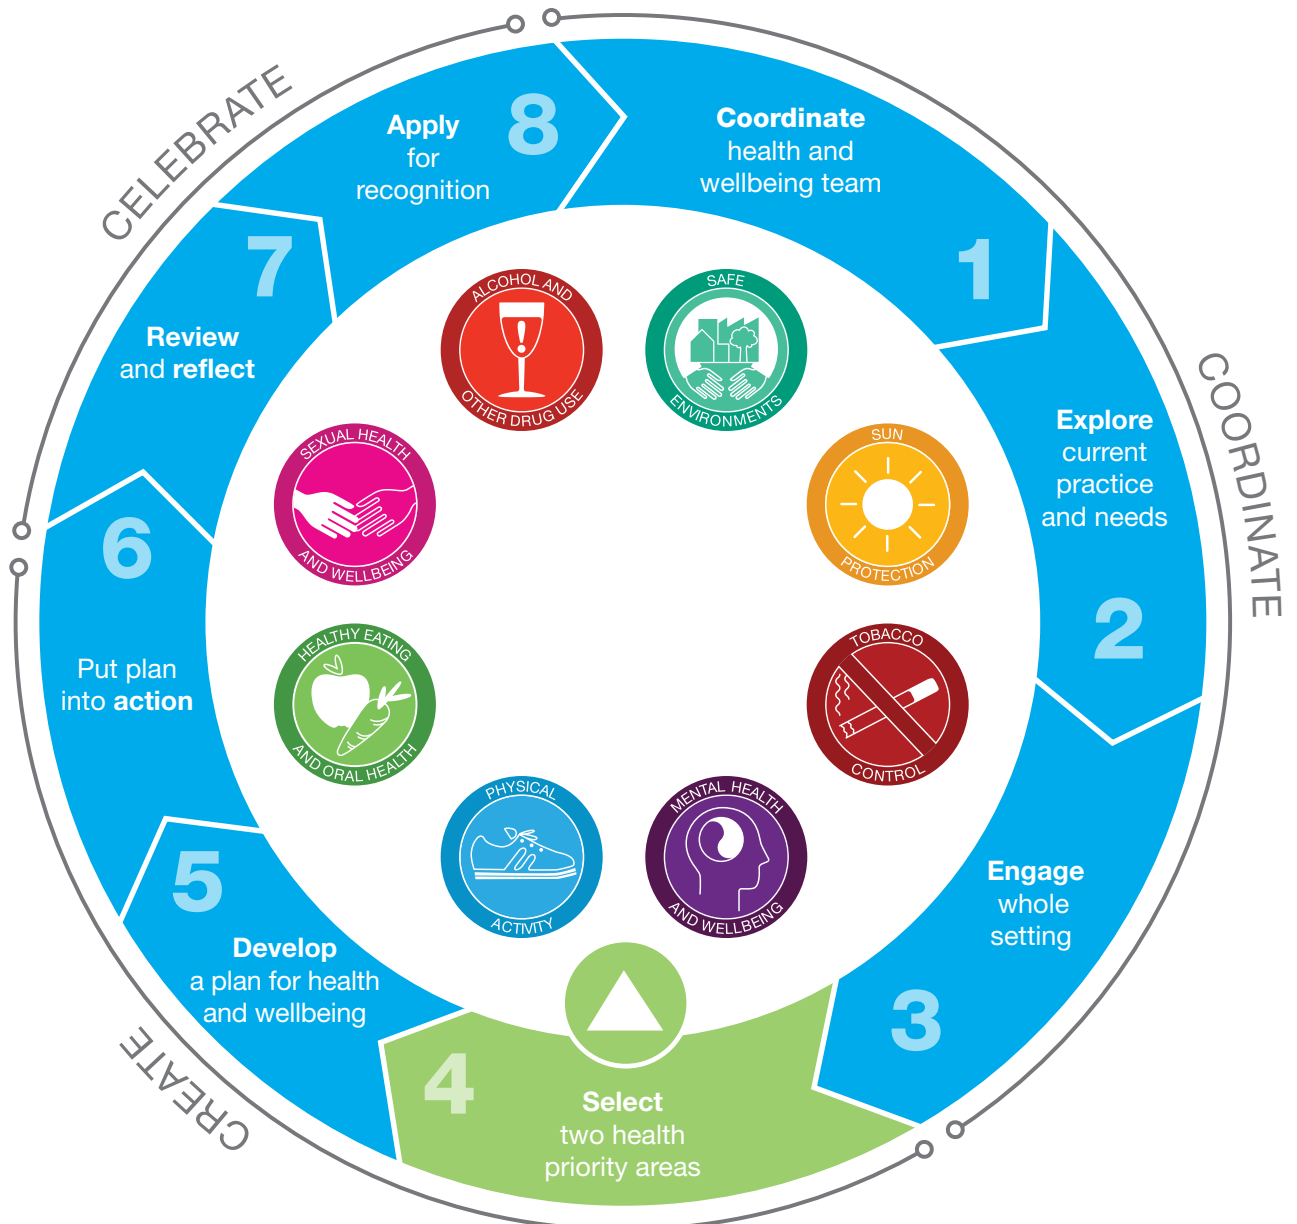 COORDINATE
Coordinate
health and
wellbeing team
1
Explore
current
practice
and needs
2
Engage
whole
setting
3
CREATE
Select
two health
priority areas
4
Develop
a plan for health
and wellbeing
5
Put plan
into action
6
CELEBRATE
Review
and reflect
7
Apply
for
recognition
8
ALCOHOL AND
OTHER DRUG USE
SAFE
ENVIRONMENTS
SUN
PROTECTION
TOBACCO
CONTROL
MENTAL HEALTH
AND WELLBEING
PHYSICAL
ACTIVITY
HEALTHY EATING
AND ORAL HEALTH
SEXUAL HEALTH
AND WELLBEING